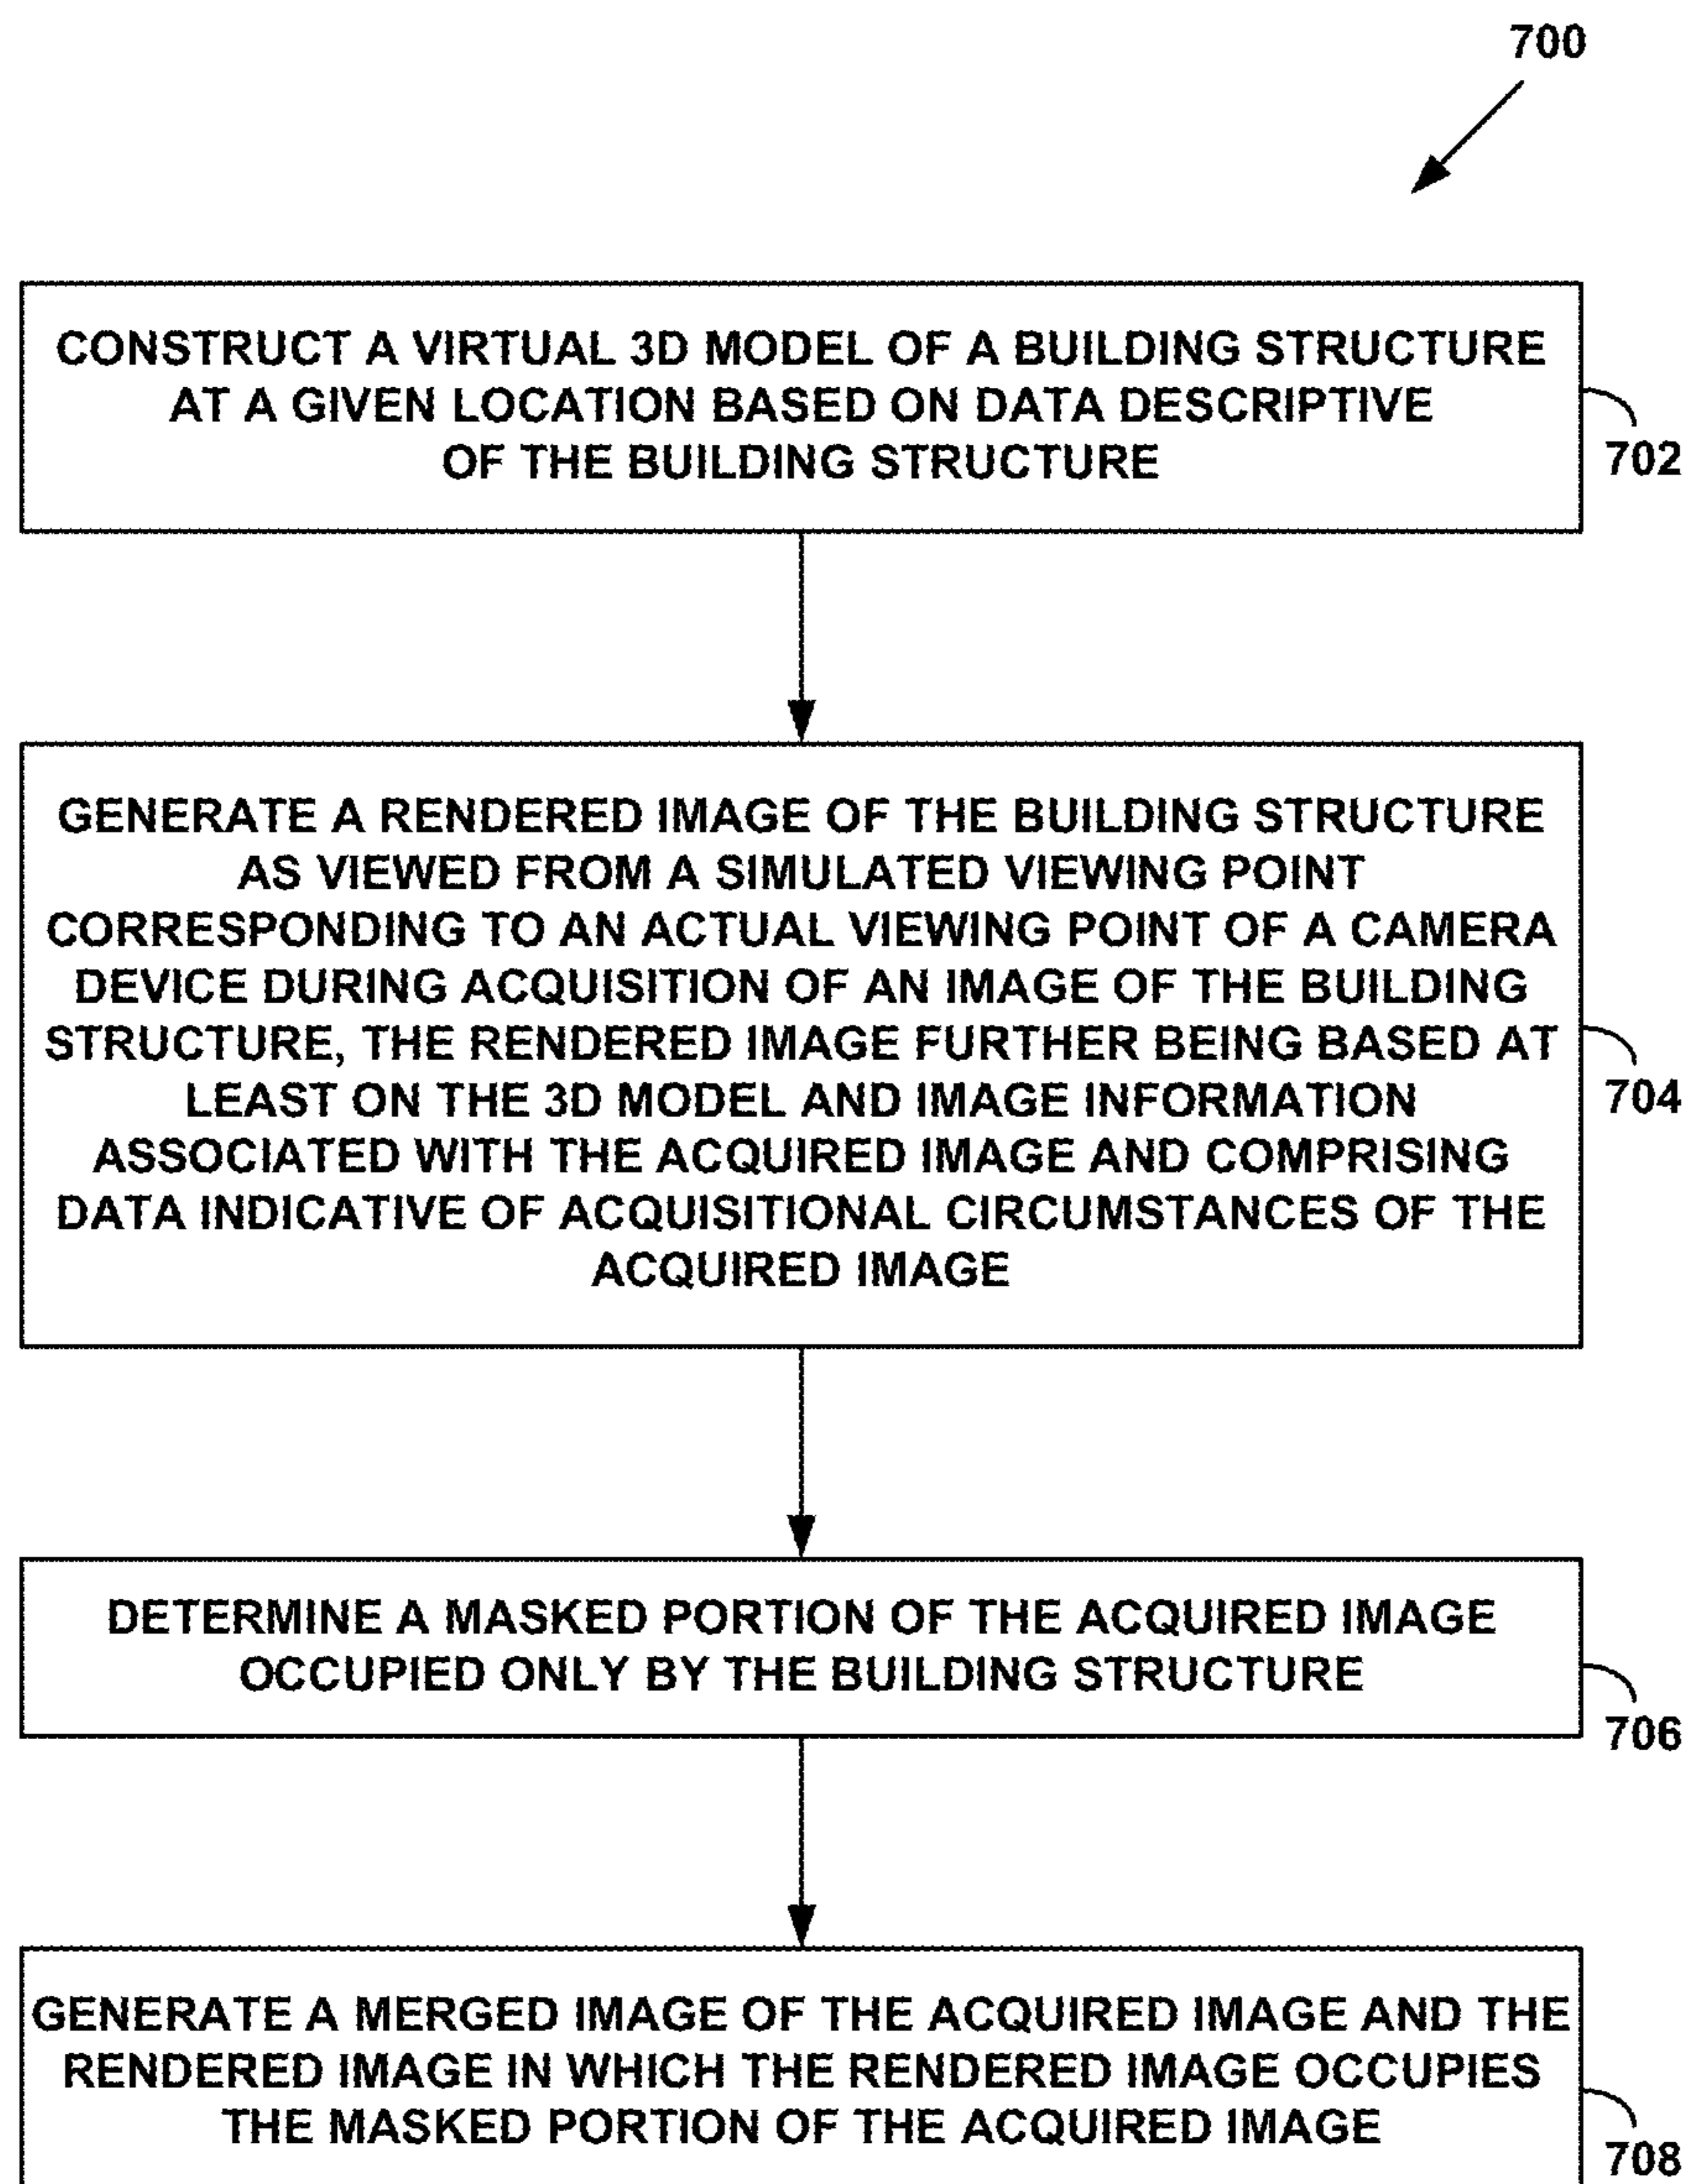 700
CONSTRUCT A VIRTUAL 3D MODEL OF A BUILDING STRUCTURE
AT A GIVEN LOCATION BASED ON DATA DESCRIPTIVE
OF THE BUILDING STRUCTURE
702
GENERATE A RENDERED IMAGE OF THE BUILDING STRUCTURE
AS VIEWED FROM A SIMULATED VIEWING POINT
CORRESPONDING TO AN ACTUAL VIEWING POINT OF A CAMERA
DEVICE DURING ACQUISITION OF AN IMAGE OF THE BUILDING
STRUCTURE, THE RENDERED IMAGE FURTHER BEING BASED AT
LEAST ON THE 3D MODEL AND IMAGE INFORMATION
ASSOCIATED WITH THE ACQUIRED IMAGE AND COMPRISING
DATA INDICATIVE OF ACQUISITIONAL CIRCUMSTANCES OF THE
ACQUIRED IMAGE
704
DETERMINE A MASKED PORTION OF THE ACQUIRED IMAGE
OCCUPIED ONLY BY THE BUILDING STRUCTURE
706
GENERATE A MERGED IMAGE OF THE ACQUIRED IMAGE AND THE
RENDERED IMAGE IN WHICH THE RENDERED IMAGE OCCUPIES
THE MASKED PORTION OF THE ACQUIRED IMAGE
708